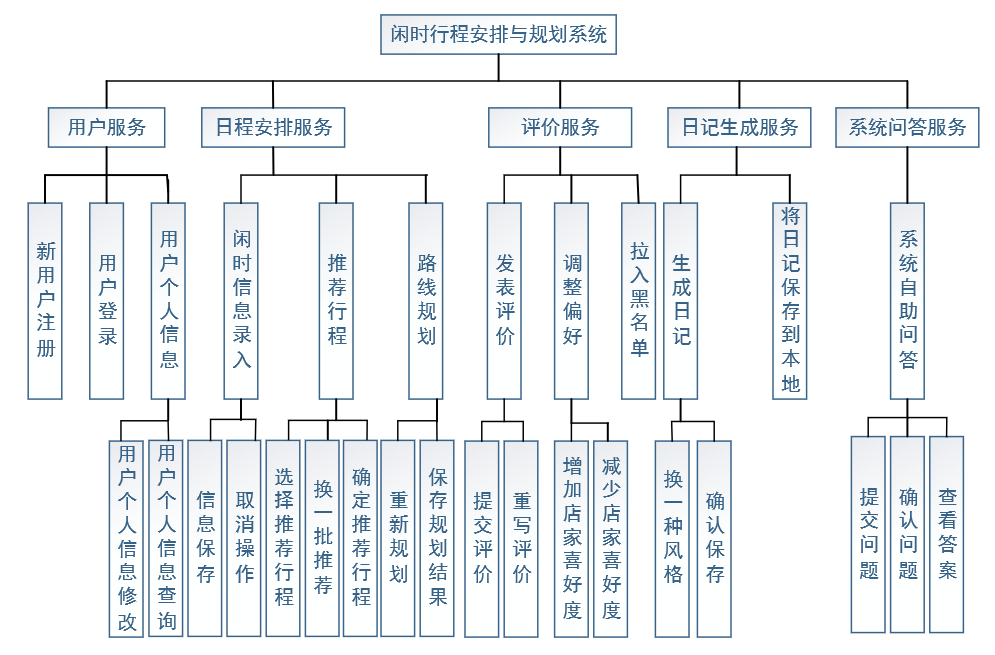 闲时行程安排与规划系统
用户服务
日程安排服务
评价服务
日记生成服务
系统问答服务
新用户注册
用户登录
用户个人信息
闲时信息录入
推荐行程
路线规划
发表评价
调整偏好
拉入黑名单
生成日记
将日记保存到本地
系统自助问答
用户个人信息修改
用户个人信息查询
信息保存
取消操作
选择推荐行程
换一批推荐
确定推荐行程
重新规划
保存规划结果
提交评价
重写评价
增加店家喜好度
减少店家喜好度
换一种风格
确认保存
提交问题
确认问题
查看答案